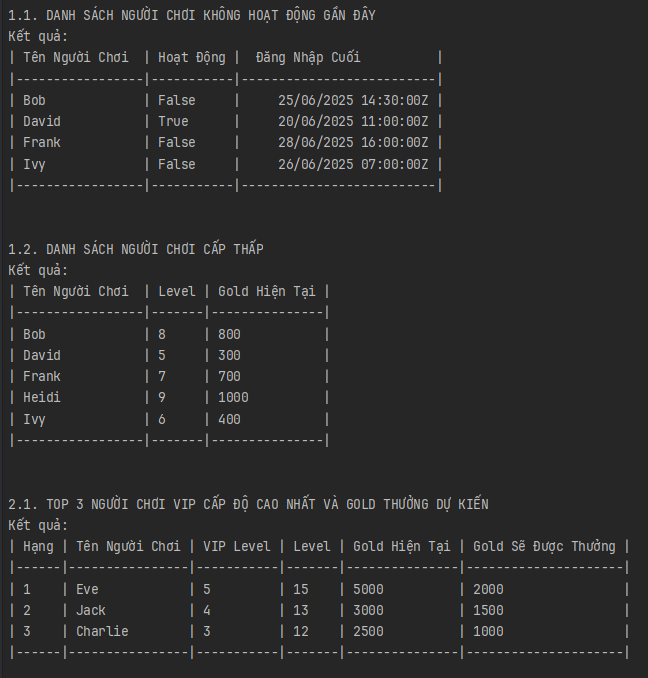 1.1. DANH SÁCH NGƯỜI CHƠI KHÔNG HOẠT ĐỘNG GẦN ĐÂY
Kết quả:
| Tên Người Chơi  | Hoạt Động |  Đăng Nhập Cuối          |
|-----------------|-----------|--------------------------|
| Bob             | False     |     25/06/2025 14:30:00Z |
| David           | True      |     20/06/2025 11:00:00Z |
| Frank           | False     |     28/06/2025 16:00:00Z |
| Ivy             | False     |     26/06/2025 07:00:00Z |
|-----------------|-----------|--------------------------|
1.2. DANH SÁCH NGƯỜI CHƠI CẤP THẤP
Kết quả:
| Tên Người Chơi  | Level | Gold Hiện Tại |
|-----------------|-------|---------------|
| Bob             | 8     | 800           |
| David           | 5     | 300           |
| Frank           | 7     | 700           |
| Heidi           | 9     | 1000          |
| Ivy             | 6     | 400           |
|-----------------|-------|---------------|
2.1. TOP 3 NGƯỜI CHƠI VIP CẤP ĐỘ CAO NHẤT VÀ GOLD THƯỞNG DỰ KIẾN
Kết quả:
| Hạng | Tên Người Chơi | VIP Level | Level | Gold Hiện Tại | Gold Sẽ Được Thưởng |
|------|----------------|-----------|-------|---------------|---------------------|
| 1    | Eve            | 5         | 15    | 5000          | 2000                |
| 2    | Jack           | 4         | 13    | 3000          | 1500                |
| 3    | Charlie        | 3         | 12    | 2500          | 1000                |
|------|----------------|-----------|-------|---------------|---------------------|